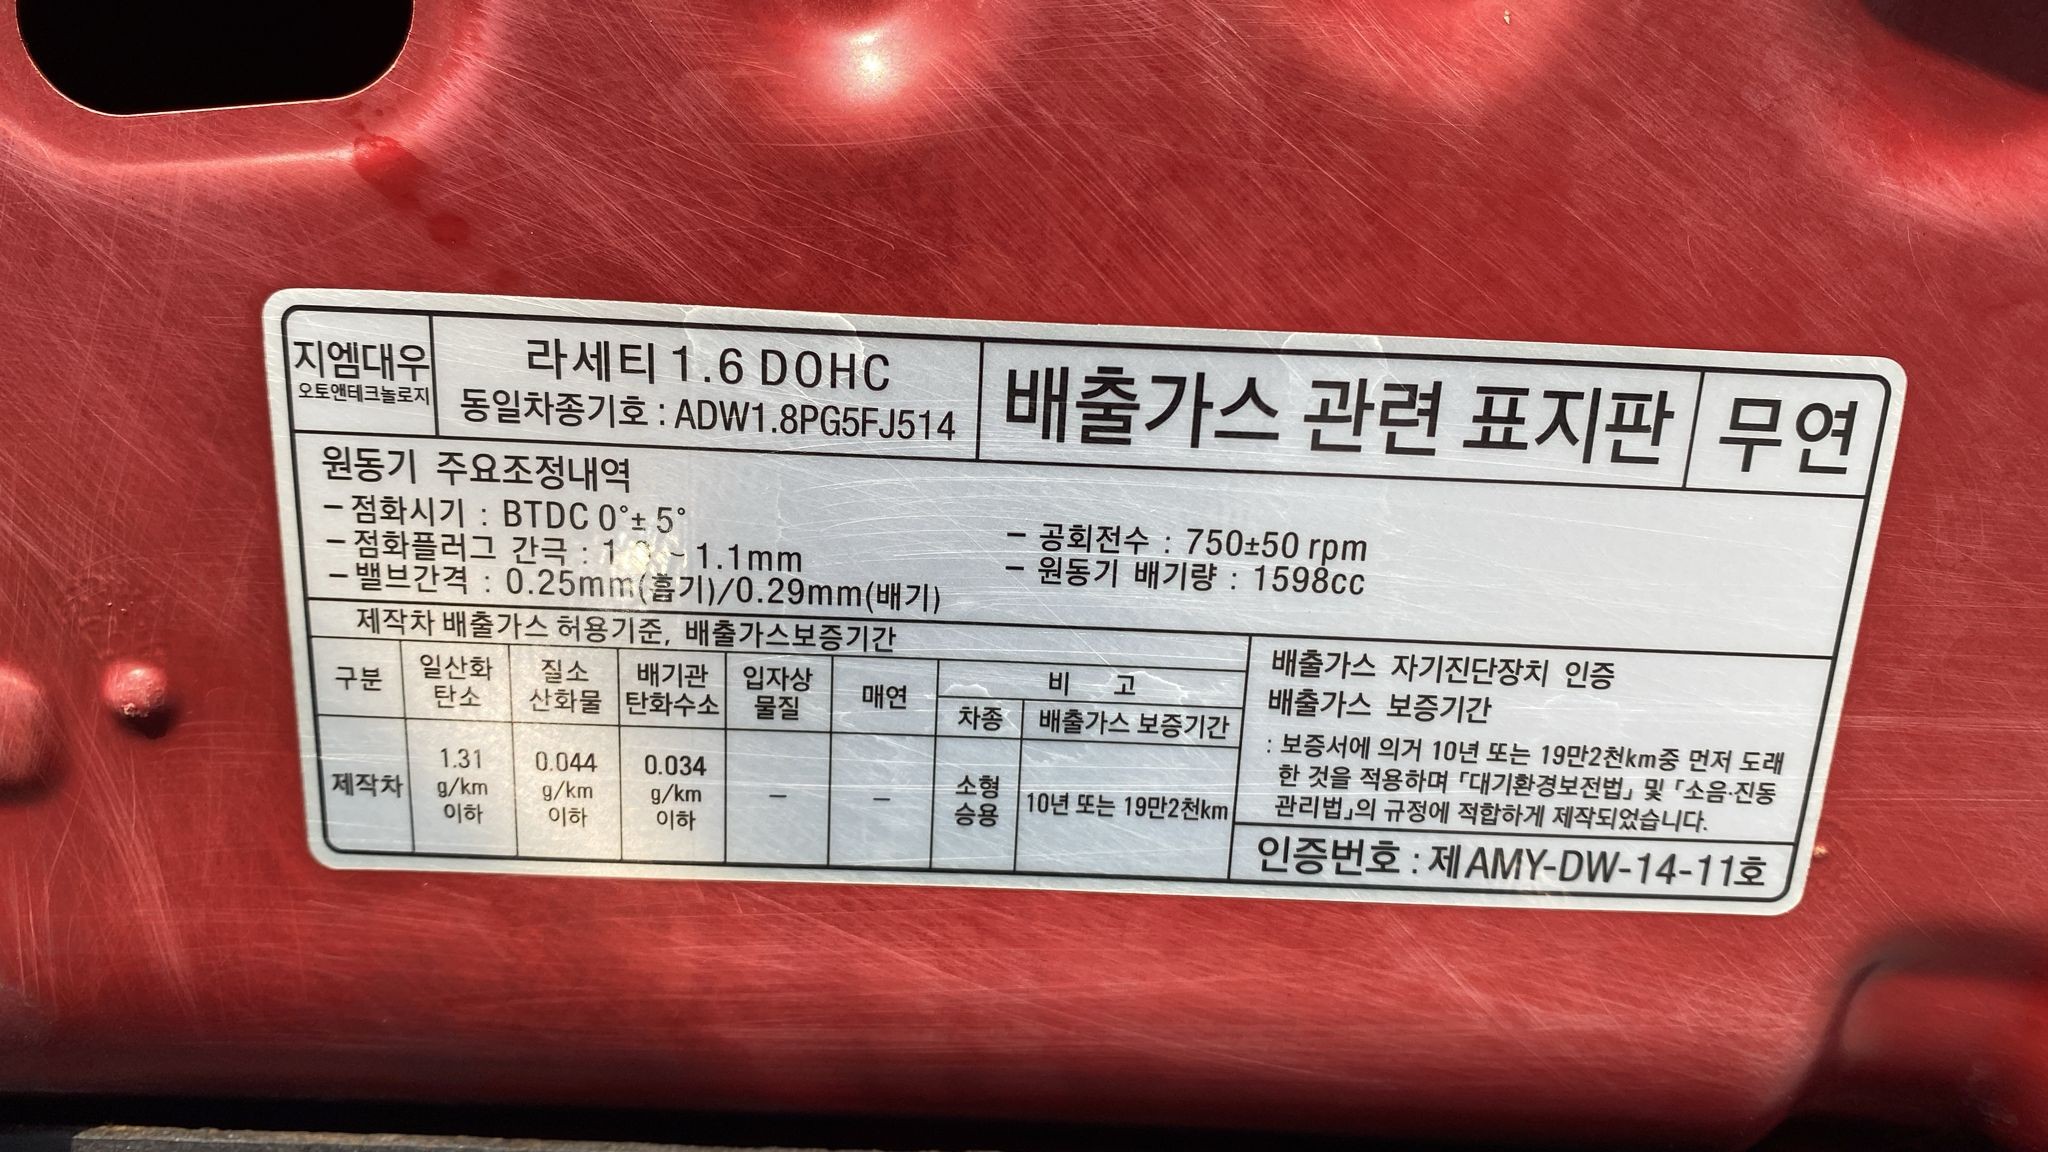 지엠대우
오토앤테크놀로지
라세티 1.6 DOHC
동일차종기호 : ADW1.8PG5FJ514
배출가스 관련 표지판
무연
원동기 주요조정내역
- 점화시기 : BTDC 0°± 5°
- 점화플러그 간극 : ~ 1.1mm
- 밸브간격 : 0.25mm(흡기)/0.29mm(배기)
- 공회전수 : 750±50 rpm
- 원동기 배기량 : 1598cc
제작차 배출가스 허용기준, 배출가스보증기간
구분
일산화
탄소
질소
산화물
배기관
탄화수소
입자상
물질
매연
비 고
차종
배출가스 보증기간
제작차
1.31
g/km
이하
0.044
g/km
이하
0.034
g/km
이하
-
-
소형
승용
10년 또는 19만2천km
배출가스 자기진단장치 인증
배출가스 보증기간
: 보증서에 의거 10년 또는 19만2천km중 먼저 도래
한 것을 적용하며 「대기환경보전법」 및 「소음·진동
관리법」의 규정에 적합하게 제작되었습니다.
인증번호 : 제AMY-DW-14-11호